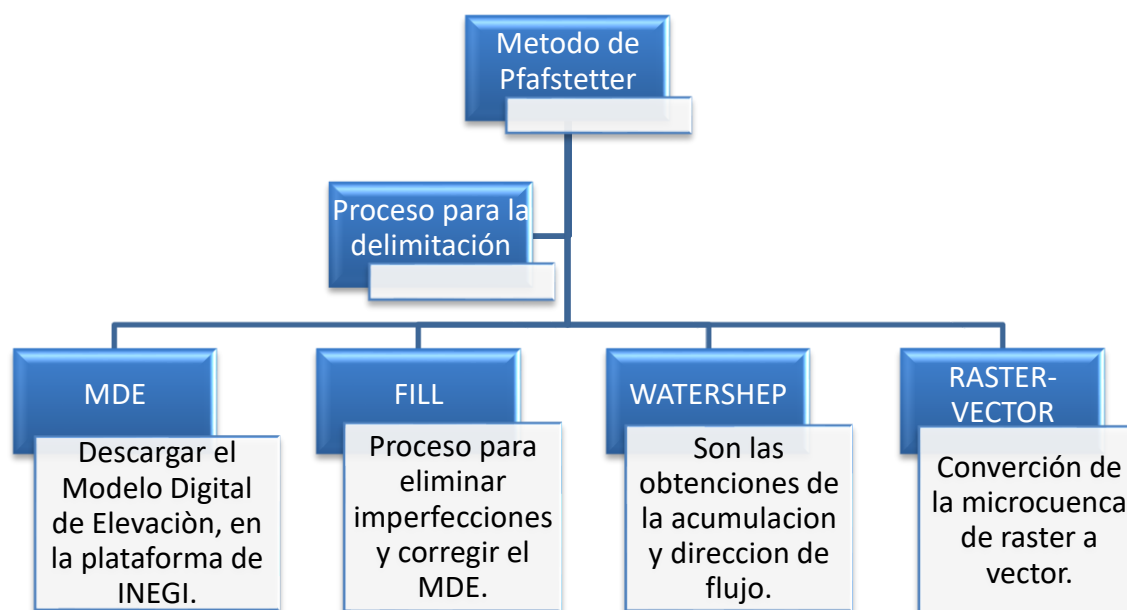 Metodo de
Pfafstetter
Proceso para la
delimitación
MDE
Descargar el
Modelo Digital
de Elevaciòn, en
la plataforma de
INEGI.
FILL
Proceso para
eliminar
imperfecciones
y corregir el
MDE.
WATERSHEP
Son las
obtenciones de
la acumulacion
y direccion de
flujo.
RASTER-
VECTOR
Converción de
la microcuenca
de raster a
vector.